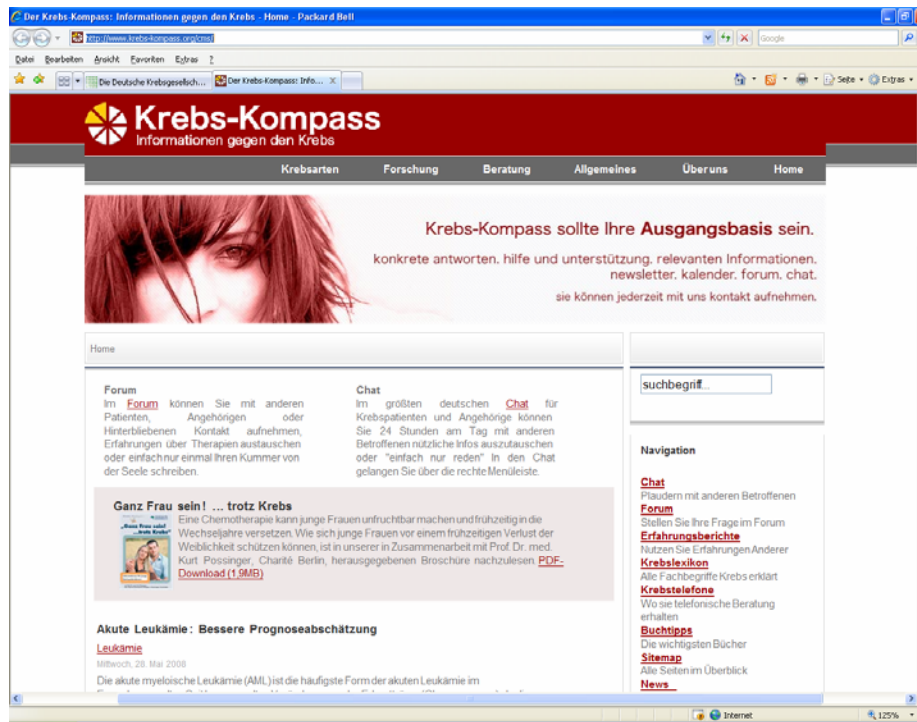 Der Krebs-Kompass: Informationen gegen den Krebs - Home - Packard Bell
http://www.krebs-kompass.org/cms/
Google
Datei Bearbeiten Ansicht Favoriten Extras ?
Die Deutsche Krebsgesellsch...
Der Krebs-Kompass: Info...
Seite
Extras
Krebs-Kompass
Informationen gegen den Krebs
Krebsarten Forschung Beratung Allgemeines Über uns Home
Krebs-Kompass sollte Ihre Ausgangsbasis sein.
konkrete antworten. hilfe und unterstützung. relevanten Informationen.
newsletter. kalender. forum. chat.
sie können jederzeit mit uns kontakt aufnehmen.
Home
Forum
Im Forum können Sie mit anderen
Patienten, Angehörigen oder
Hinterbliebenen Kontakt aufnehmen,
Erfahrungen über Therapien austauschen
oder einfach nur einmal Ihren Kummer von
der Seele schreiben.
Chat
Im größten deutschen Chat für
Krebspatienten und Angehörige können
Sie 24 Stunden am Tag mit anderen
Betroffenen nützliche Infos auszutauschen
oder "einfach nur reden" In den Chat
gelangen Sie über die rechte Menüleiste.
Ganz Frau sein! ... trotz Krebs
Eine Chemotherapie kann junge Frauen unfruchtbar machen und frühzeitig in die
Wechseljahre versetzen. Wie sich junge Frauen vor einem frühzeitigen Verlust der
Weiblichkeit schützen können, ist in unserer in Zusammenarbeit mit Prof. Dr. med.
Kurt Possinger, Charité Berlin, herausgegebenen Broschüre nachzulesen. PDF-
Download (1,9MB)
„Ganz Frau sein!
...trotz Krebs"
Akute Leukämie: Bessere Prognoseabschätzung
Leukämie
Mittwoch, 28. Mai 2008
Die akute myeloische Leukämie (AML) ist die häufigste Form der akuten Leukämie im
suchbegriff...
Navigation
Chat
Plaudern mit anderen Betroffenen
Forum
Stellen Sie Ihre Frage im Forum
Erfahrungsberichte
Nutzen Sie Erfahrungen Anderer
Krebslexikon
Alle Fachbegriffe Krebs erklärt
Krebstelefone
Wo sie telefonische Beratung
erhalten
Buchtipps
Die wichtigsten Bücher
Sitemap
Alle Seiten im Überblick
News
Internet
125%